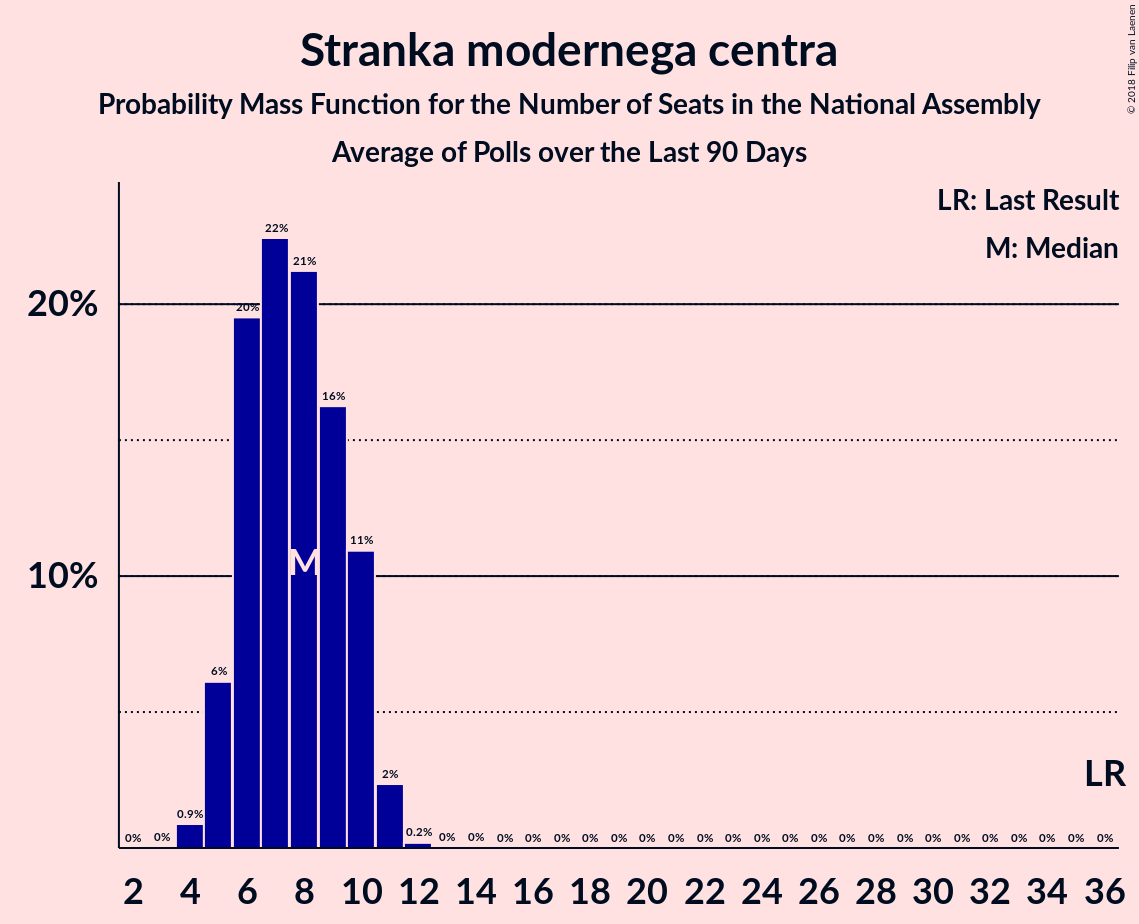 Stranka modernega centra
Probability Mass Function for the Number of Seats in the National Assembly
Average of Polls over the Last 90 Days
© 2018 Filip van Laenen
LR: Last Result
M: Median
20%
10%
0% 0% 0.9% 6% 20% 22% 21% 16% 11% 2% 0.2% 0% 0% 0% 0% 0% 0% 0% 0% 0% 0% 0% 0% 0% 0% 0% 0% 0% 0% 0% 0% 0% 0% 0% 0%
M
LR
2 4 6 8 10 12 14 16 18 20 22 24 26 28 30 32 34 36